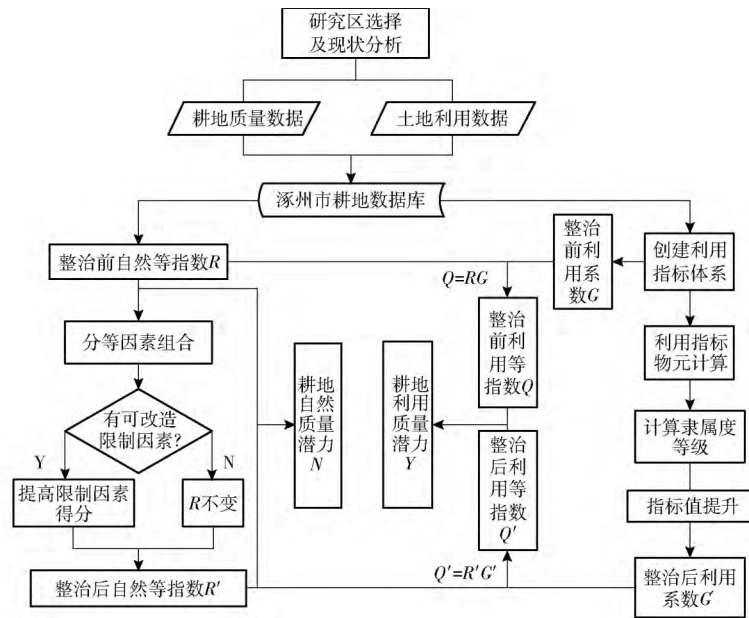 研究区选择
及现状分析
耕地质量数据
土地利用数据
涿州市耕地数据库
整治前自然等指数R
Q=RG
整治
前利
用系
数G
创建利用
指标体系
分等因素组合
有可改造
限制因素?
Y
N
提高限制因素
得分
R不变
整治后自然等指数R′
耕地
自然
质量
潜力
N
耕地
利用
质量
潜力
Y
整治
前利
用等
指数Q
整治
后利
用等
指数
Q′
Q′=R′G′
利用指标
物元计算
计算隶属度
等级
指标值提升
整治后利用
系数G′